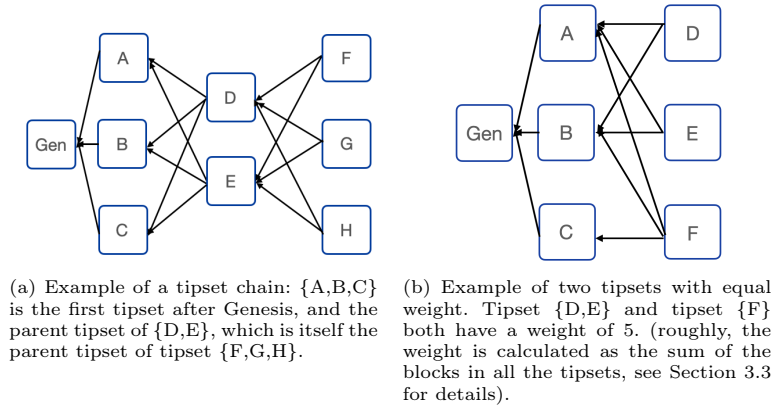 A
B
C
Gen
D
E
F
G
H
(a) Example of a tipset chain: {A,B,C}
is the first tipset after Genesis, and the
parent tipset of {D,E}, which is itself the
parent tipset of tipset {F,G,H}.
A
B
C
Gen
D
E
F
(b) Example of two tipsets with equal
weight. Tipset {D,E} and tipset {F}
both have a weight of 5. (roughly, the
weight is calculated as the sum of the
blocks in all the tipsets, see Section 3.3
for details).